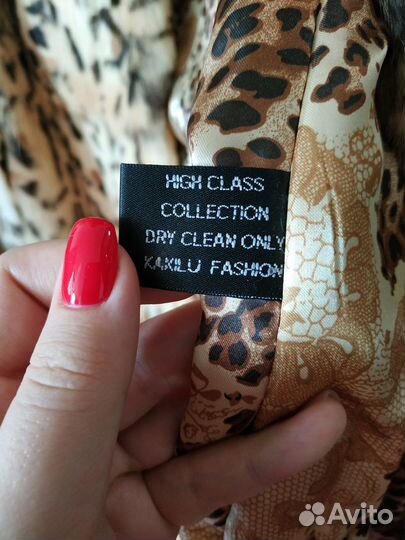 HIGH CLASS
COLLECTION
DRY CLEAN ONLY
KAKILU FASHION
Avito